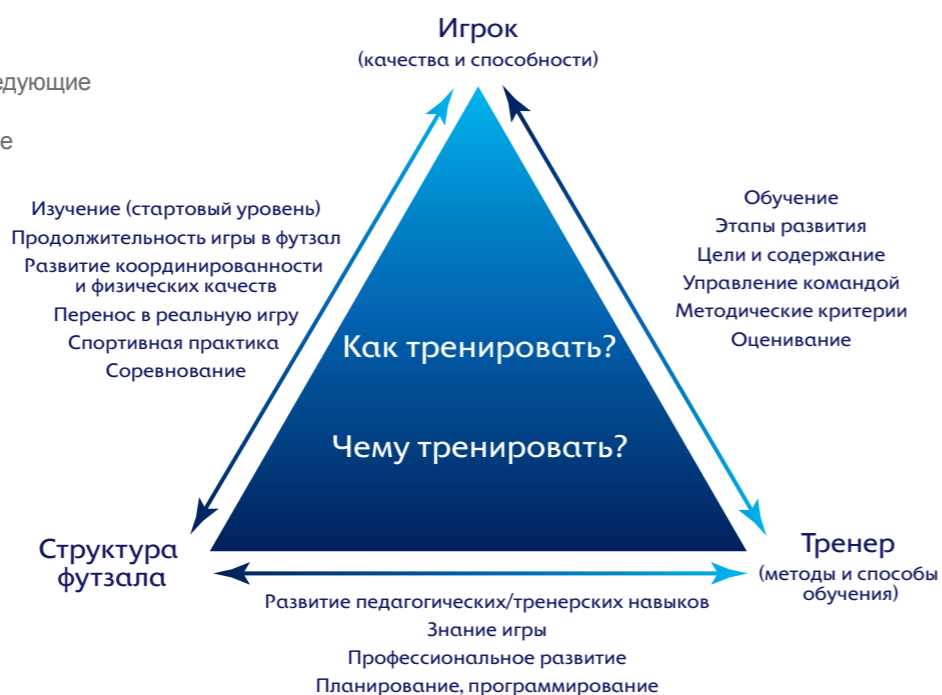 Игрок
(качества и способности)
Изучение (стартовый уровень)
Продолжительность игры в футзал
Развитие координированности
и физических качеств
Перенос в реальную игру
Спортивная практика
Соревнование
Обучение
Этапы развития
Цели и содержание
Управление командой
Методические критерии
Оценивание
Как тренировать?
Чему тренировать?
Структура
футзала
Тренер
(методы и способы
обучения)
Развитие педагогических/тренерских навыков
Знание игры
Профессиональное развитие
Планирование, программирование